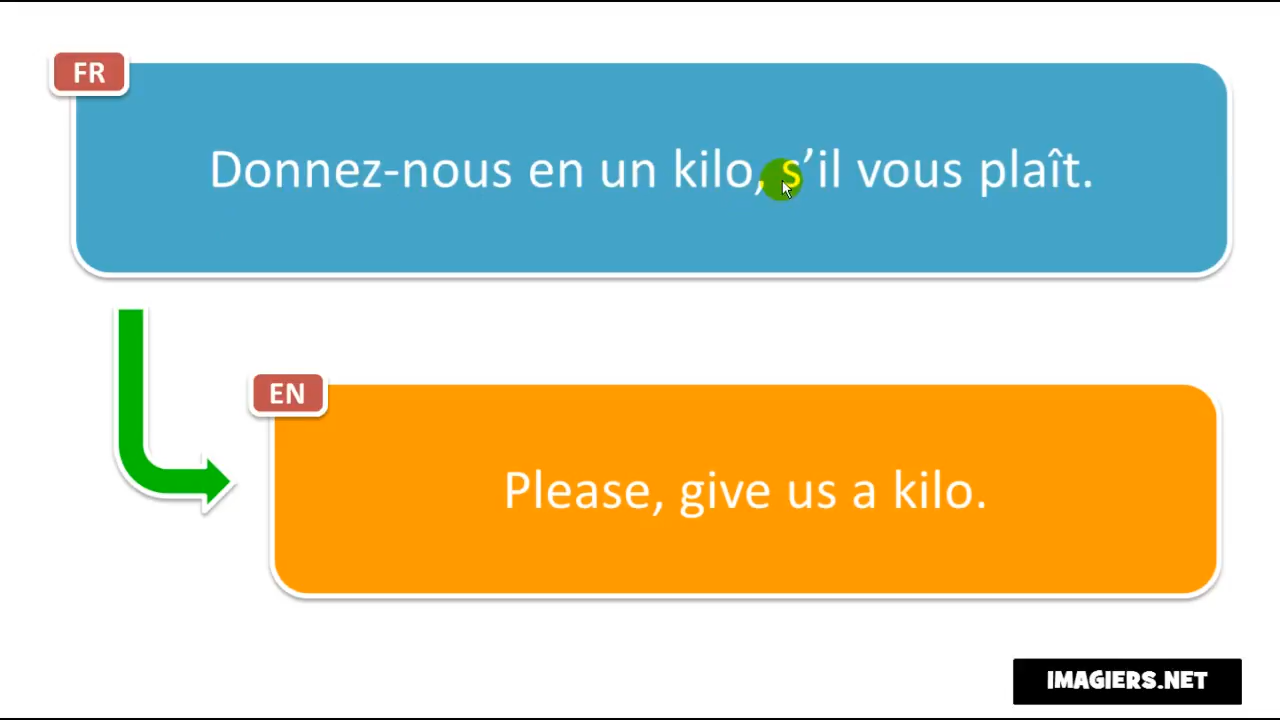 FR
Donnez-nous en un kilo, s’il vous plaît.
EN
Please, give us a kilo.
IMAGIERS.NET